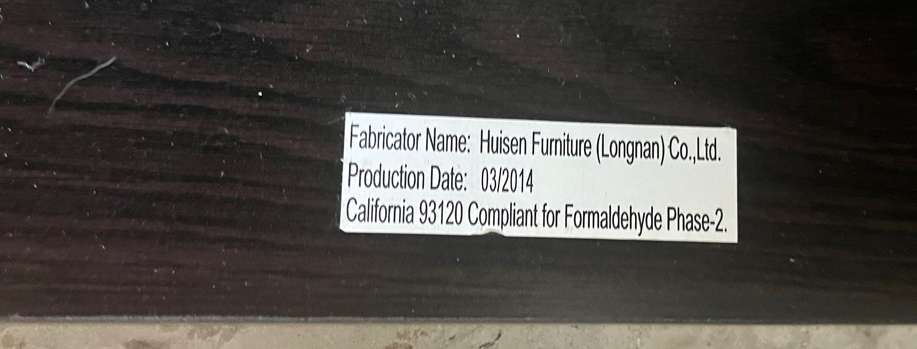 Fabricator Name: Huisen Furniture (Longnan) Co.,Ltd.
Production Date: 03/2014
California 93120 Compliant for Formaldehyde Phase-2.